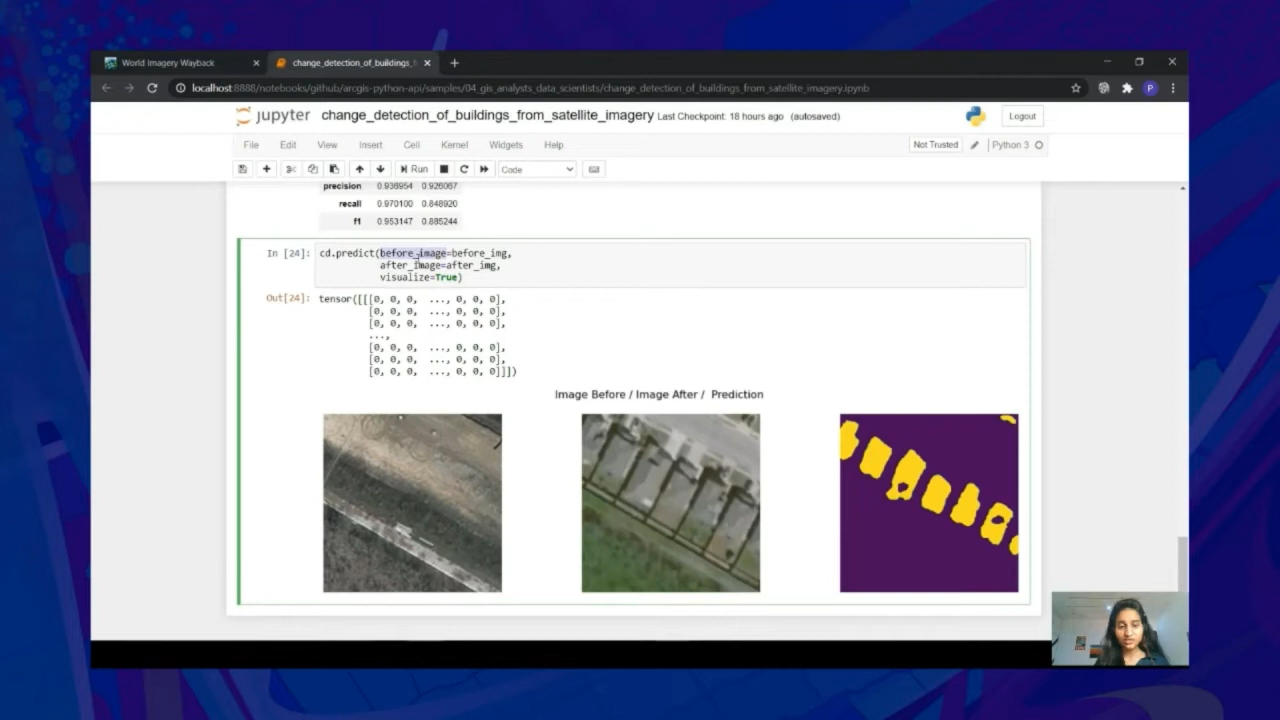 World Imagery Wayback
change_detection_of_buildings_f
localhost:8888/notebooks/github/arcgis-python-api/samples/04_gis_analysts_data_scientists/change_detection_of_buildings_from_satellite_imagery.ipynb
P
jupyter change_detection_of_buildings_from_satellite_imagery Last Checkpoint: 18 hours ago (autosaved)
Logout
File Edit View Insert Cell Kernel Widgets Help
Not Trusted Python 3
Run Code
precision 0.936954 0.926067
recall 0.970100 0.848920
f1 0.953147 0.885244
In [24]: cd.predict(before_image=before_img,
after_image=after_img,
visualize=True)
Out[24]: tensor([[[0, 0, 0, ..., 0, 0, 0],
[0, 0, 0, ..., 0, 0, 0],
[0, 0, 0, ..., 0, 0, 0],
...,
[0, 0, 0, ..., 0, 0, 0],
[0, 0, 0, ..., 0, 0, 0],
[0, 0, 0, ..., 0, 0, 0]]])
Image Before / Image After / Prediction